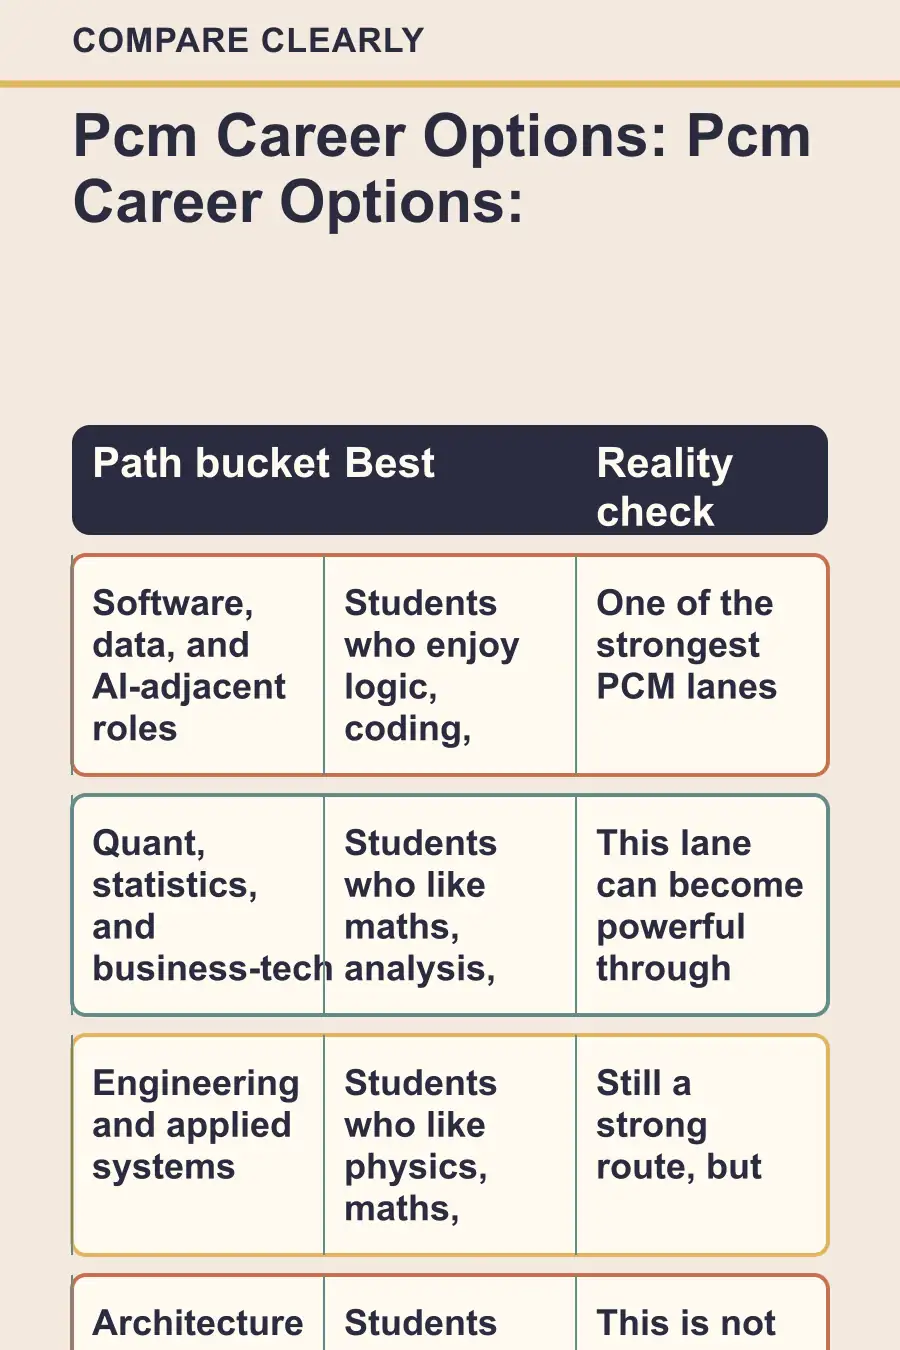 COMPARE CLEARLY
Pcm Career Options: Pcm
Career Options:
Path bucket Best Reality
check
Software,
data, and
AI-adjacent
roles
Students
who enjoy
logic,
coding,
One of the
strongest
PCM lanes
Quant,
statistics,
and
business-tech
Students
who like
maths,
analysis,
This lane
can become
powerful
through
Engineering
and applied
systems
Students
who like
physics,
maths,
Still a
strong
route, but
Architecture
Students
This is not